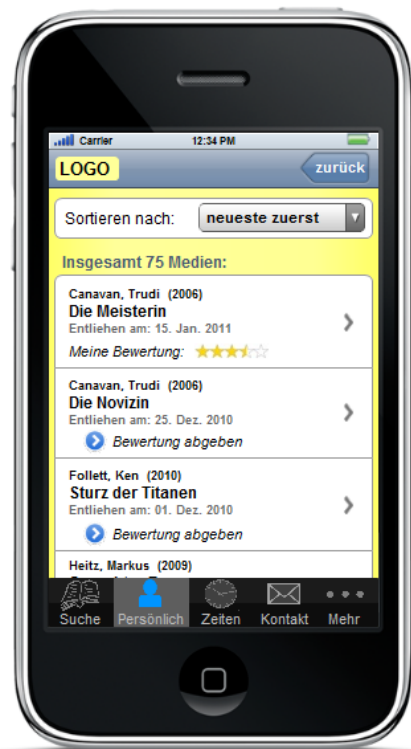 Carrier 12:34 PM
LOGO zurück
Sortieren nach: neueste zuerst
Insgesamt 75 Medien:
Canavan, Trudi (2006)
Die Meisterin
Entliehen am: 15. Jan. 2011
Meine Bewertung:
Canavan, Trudi (2006)
Die Novizin
Entliehen am: 25. Dez. 2010
Bewertung abgeben
Follett, Ken (2010)
Sturz der Titanen
Entliehen am: 01. Dez. 2010
Bewertung abgeben
Heitz, Markus (2009)
Suche Persönlich Zeiten Kontakt Mehr